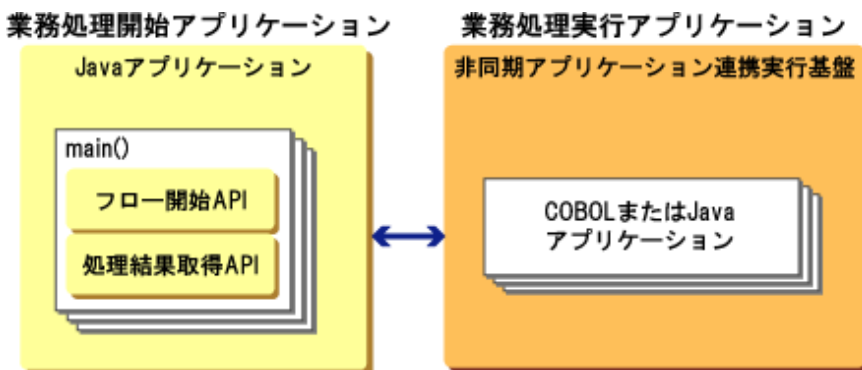 業務処理開始アプリケーション
業務処理実行アプリケーション
Javaアプリケーション
非同期アプリケーション連携実行基盤
main()
フロー開始API
処理結果取得API
COBOLまたはJava
アプリケーション